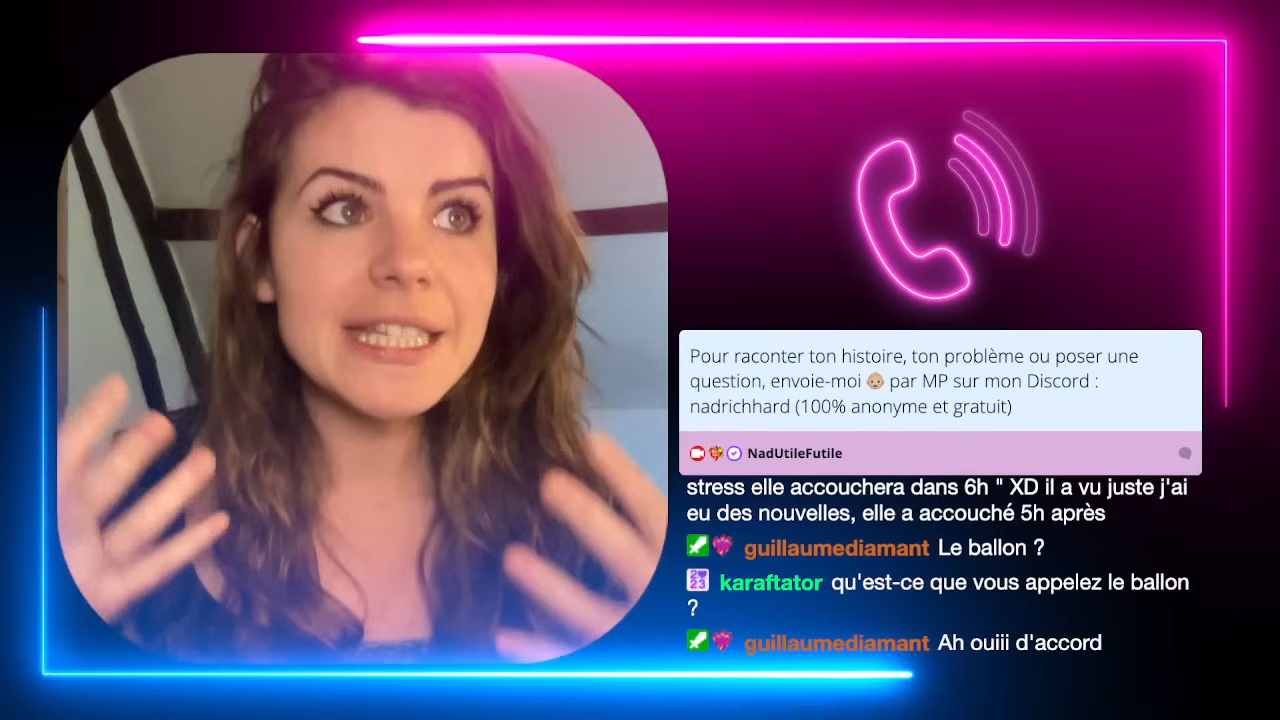 Pour raconter ton histoire, ton problème ou poser une
question, envoie-moi 👶🏼 par MP sur mon Discord :
nadrichhard (100% anonyme et gratuit)
NadUtileFutile
stress elle accouchera dans 6h " XD il a vu juste j'ai
eu des nouvelles, elle a accouché 5h après
guillaumediamant Le ballon ?
karaftator qu'est-ce que vous appelez le ballon
?
guillaumediamant Ah ouiii d'accord